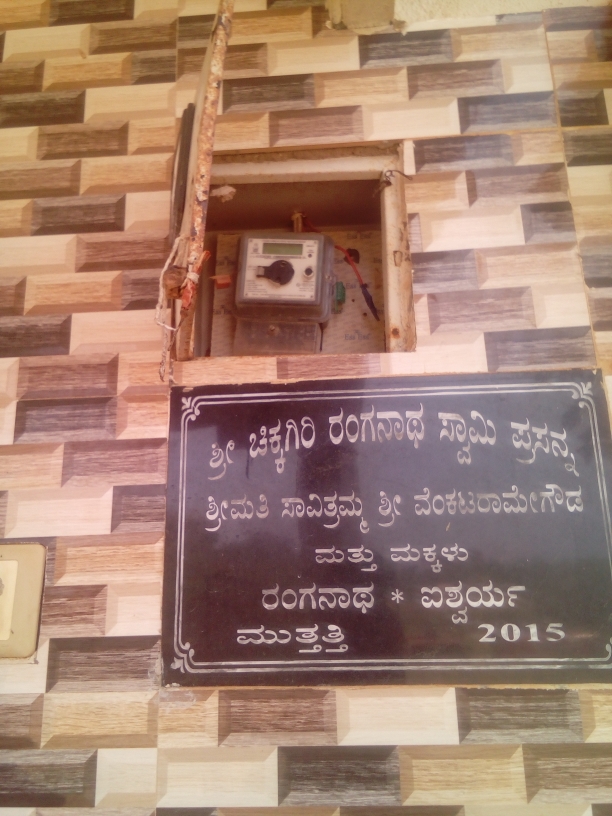 ಶ್ರೀ ಚಿಕ್ಕಗಿರಿ ರಂಗನಾಥ ಸ್ವಾಮಿ ಪ್ರಸನ್ನ
ಶ್ರೀಮತಿ ಸಾವಿತ್ರಮ್ಮ ಶ್ರೀ ವೆಂಕಟರಾಮೇಗೌಡ
ಮತ್ತು ಮಕ್ಕಳು
ರಂಗನಾಥ * ಐಶ್ವರ್ಯ
ಮುತ್ತತ್ತಿ 2015